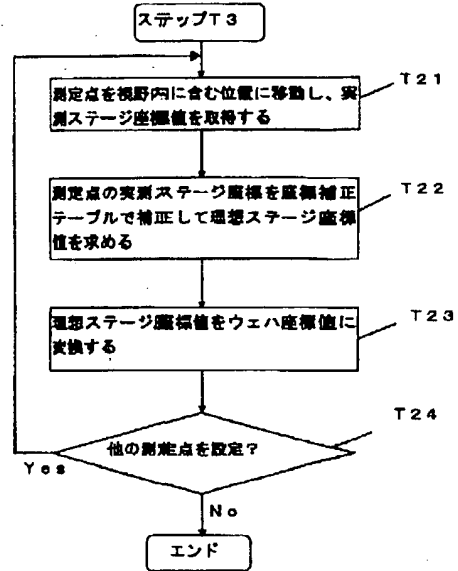 ステップT3
測定点を視野内に含む位置に移動し、実
測ステージ座標値を取得する
T21
測定点の実測ステージ座標を座標補正
テーブルで補正して理想ステージ座標
値を求める
T22
理想ステージ座標値をウェハ座標値に
変換する
T23
他の測定点を設定?
T24
Yes
No
エンド